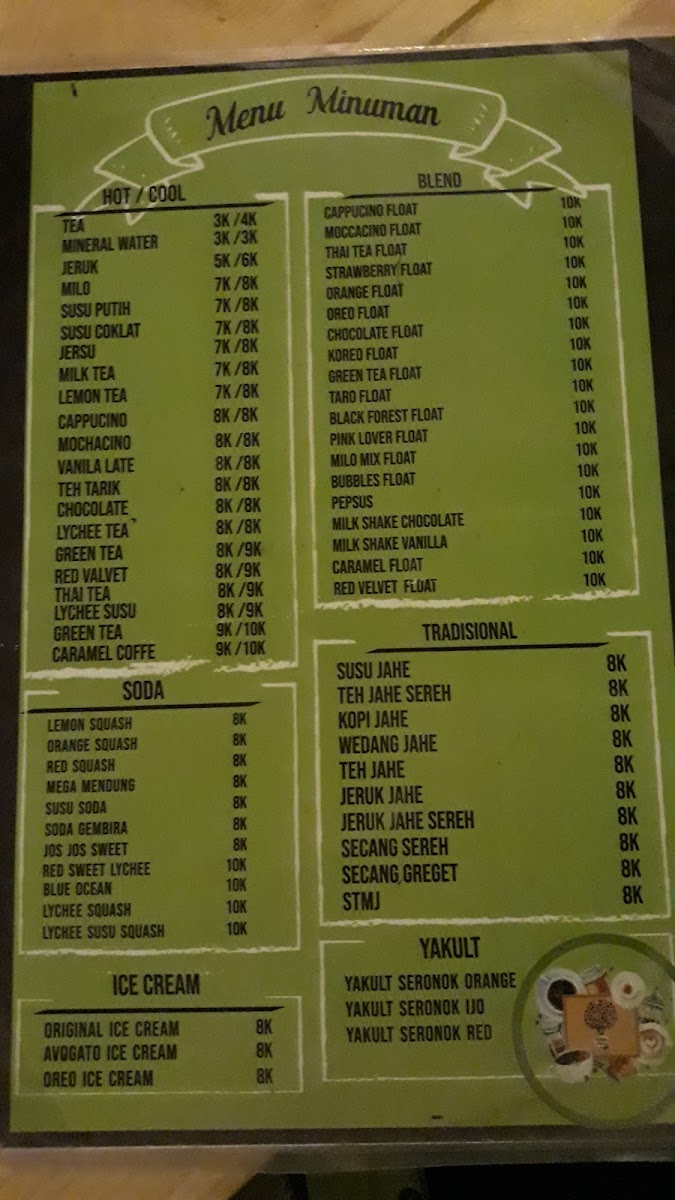 Menu Minuman
HOT / COOL
TEA 3K /4K
MINERAL WATER 3K /3K
JERUK 5K /6K
MILO 7K /8K
SUSU PUTIH 7K /8K
SUSU COKLAT 7K /8K
JERSU 7K /8K
MILK TEA 7K /8K
LEMON TEA 7K /8K
CAPPUCINO 8K /8K
MOCHACINO 8K /8K
VANILA LATE 8K /8K
TEH TARIK 8K /8K
CHOCOLATE 8K /8K
LYCHEE TEA 8K /8K
GREEN TEA 8K /9K
RED VALVET 8K /9K
THAI TEA 8K /9K
LYCHEE SUSU 8K /9K
GREEN TEA 9K /10K
CARAMEL COFFE 9K /10K
SODA
LEMON SQUASH 8K
ORANGE SQUASH 8K
RED SQUASH 8K
MEGA MENDUNG 8K
SUSU SODA 8K
SODA GEMBIRA 8K
JOS JOS SWEET 8K
RED SWEET LYCHEE 10K
BLUE OCEAN 10K
LYCHEE SQUASH 10K
LYCHEE SUSU SQUASH 10K
ICE CREAM
ORIGINAL ICE CREAM 8K
AVOGATO ICE CREAM 8K
OREO ICE CREAM 8K
BLEND
CAPPUCINO FLOAT 10K
MOCCACINO FLOAT 10K
THAI TEA FLOAT 10K
STRAWBERRY FLOAT 10K
ORANGE FLOAT 10K
OREO FLOAT 10K
CHOCOLATE FLOAT 10K
KOREO FLOAT 10K
GREEN TEA FLOAT 10K
TARO FLOAT 10K
BLACK FOREST FLOAT 10K
PINK LOVER FLOAT 10K
MILO MIX FLOAT 10K
BUBBLES FLOAT 10K
PEPSUS 10K
MILK SHAKE CHOCOLATE 10K
MILK SHAKE VANILLA 10K
CARAMEL FLOAT 10K
RED VELVET FLOAT 10K
TRADISIONAL
SUSU JAHE 8K
TEH JAHE SEREH 8K
KOPI JAHE 8K
WEDANG JAHE 8K
TEH JAHE 8K
JERUK JAHE 8K
JERUK JAHE SEREH 8K
SECANG SEREH 8K
SECANG GREGET 8K
STMJ 8K
YAKULT
YAKULT SERONOK ORANGE
YAKULT SERONOK IJO
YAKULT SERONOK RED